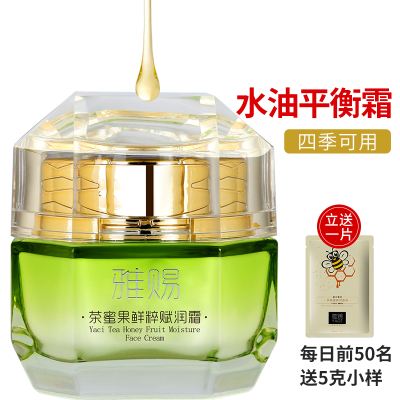 水油平衡霜
四季可用
立送
一片
雅赐
茶蜜果鲜粹赋润霜
Yaci Tea Honey Fruit Moisture
Face Cream
每日前50名
送5克小样